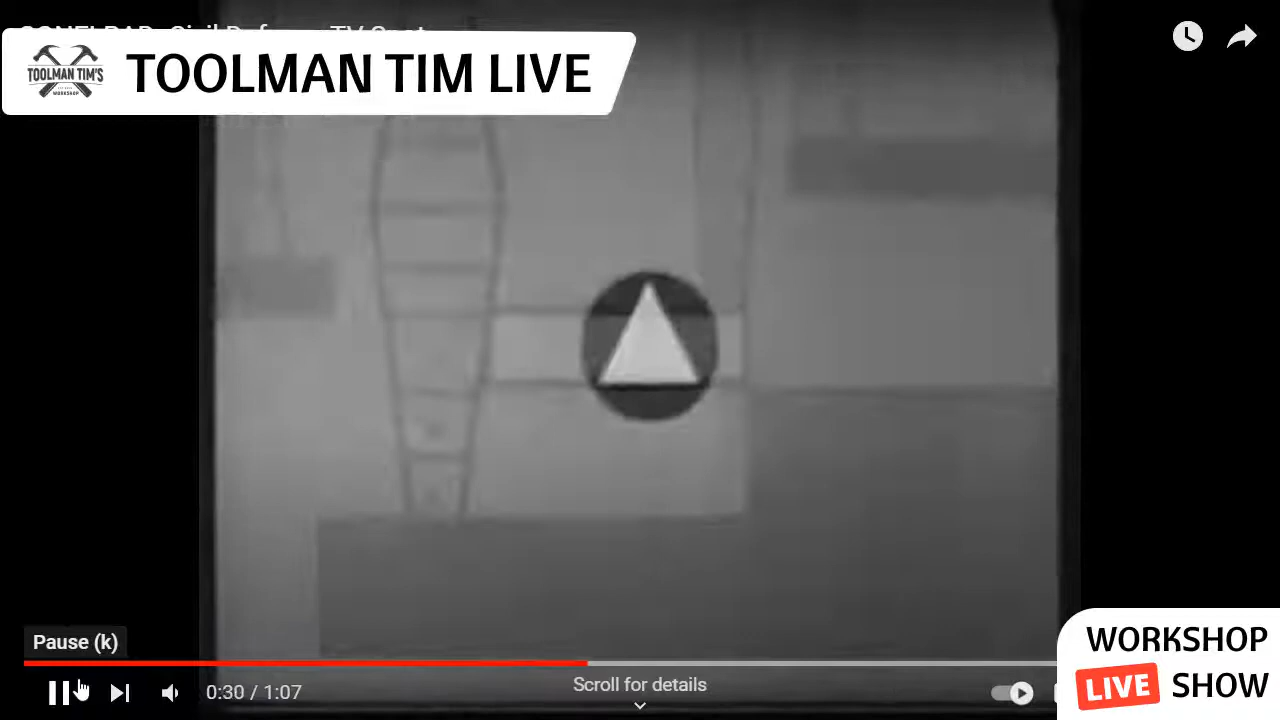 TOOLMAN TIM LIVE
TOOLMAN TIM'S
WORKSHOP
Pause (k)
0:30 / 1:07
Scroll for details
WORKSHOP
LIVE SHOW